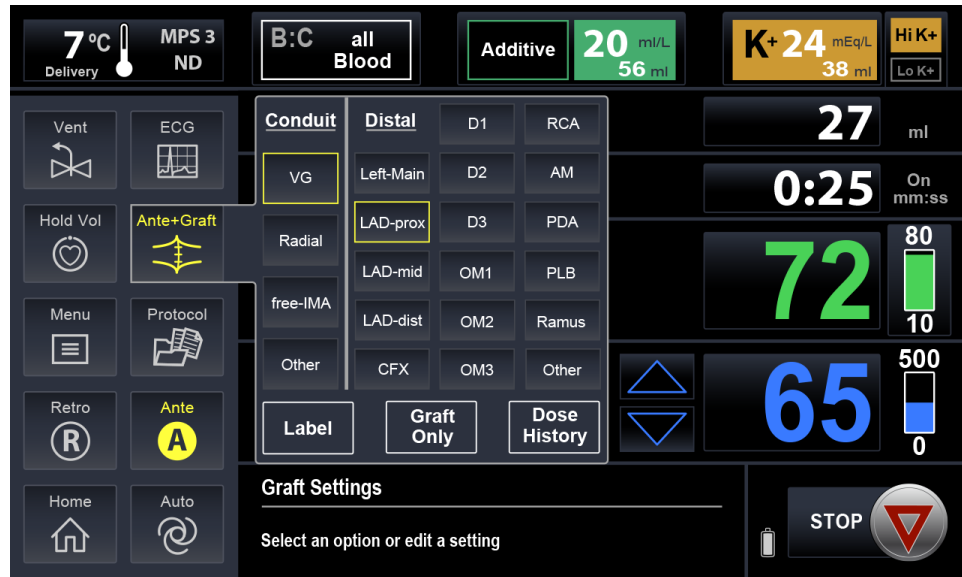 7 °C
Delivery
MPS 3
ND
B:C all
Blood
Additive
20 ml/L
56 ml
K+ 24 mEq/L
38 ml
Hi K+
Lo K+
Vent
ECG
Hold Vol
Ante+Graft
Menu
Protocol
Retro
R
Ante
A
Home
Auto
Conduit
VG
Radial
free-IMA
Other
Distal
Left-Main
LAD-prox
LAD-mid
LAD-dist
CFX
D1
D2
D3
OM1
OM2
OM3
RCA
AM
PDA
PLB
Ramus
Other
Label
Graft
Only
Dose
History
27 ml
0:25 On
mm:ss
72
80
10
65
500
0
Graft Settings
Select an option or edit a setting
STOP